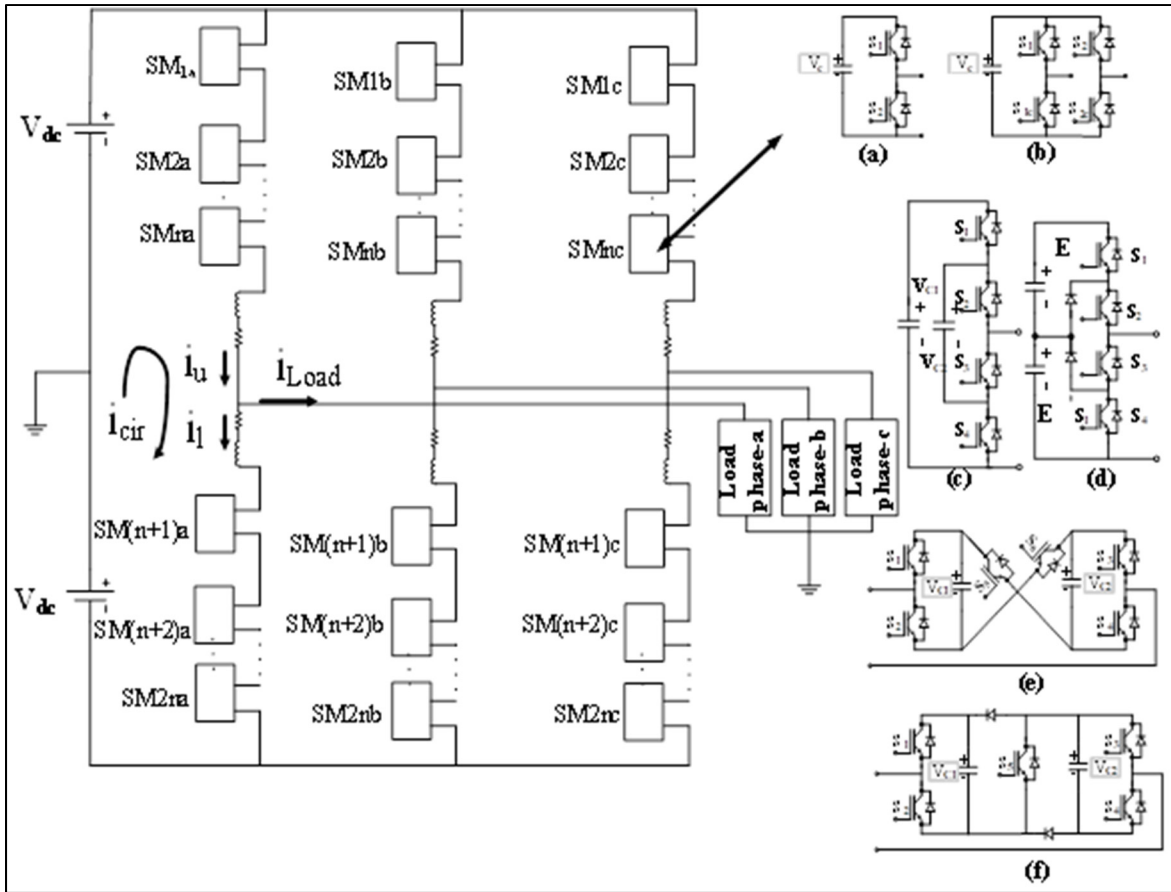 SM1a
SM1b
SM1c
Vdc
+
-
SM2a
SM2b
SM2c
SMna
SMnb
SMnc
iu
iLoad
icir
il
Load phase-a
Load phase-b
Load phase-c
SM(n+1)a
SM(n+1)b
SM(n+1)c
Vdc
+
-
SM(n+2)a
SM(n+2)b
SM(n+2)c
SM2na
SM2nb
SM2nc
Vc
+
-
(a)
Vc
+
-
(b)
S1
VC1
+
-
S2
VC2
+
-
S3
S4
(c)
E
+
-
S1
S2
E
+
-
S3
S1
S4
(d)
VC1
+
-
VC2
+
-
(e)
VC1
+
-
VC2
+
-
(f)